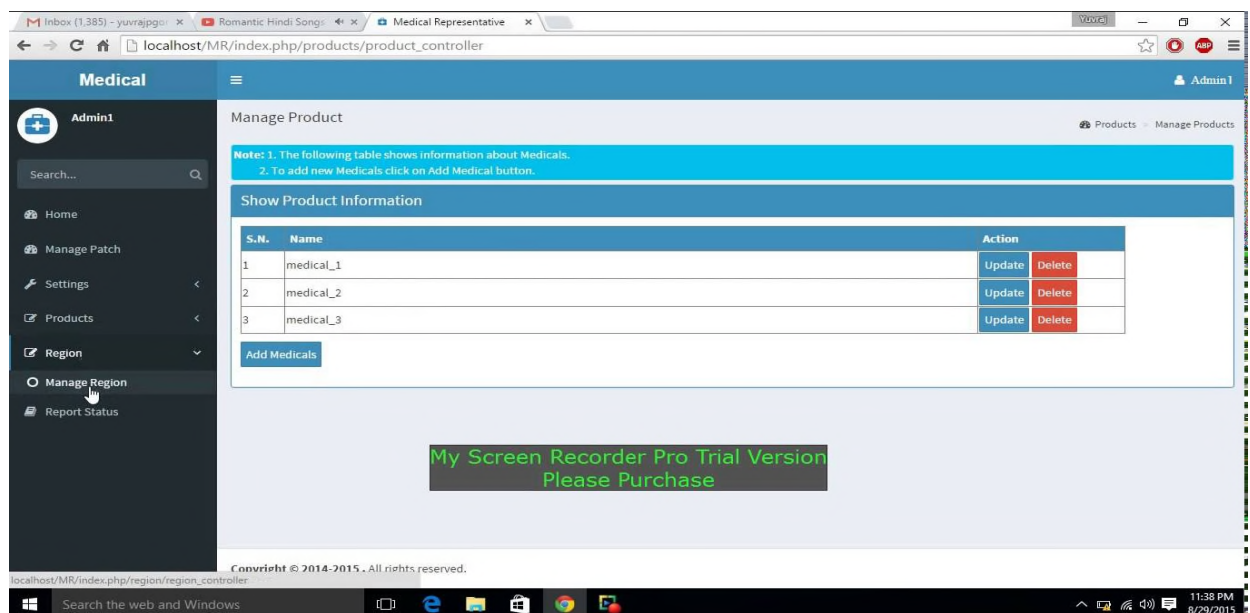 Inbox (1,385) - yuvrajpgo
Romantic Hindi Songs
Medical Representative
Yuvraj
localhost/MR/index.php/products/product_controller
ABP
Medical
Admin1
Admin1
Search...
Home
Manage Patch
Settings
Products
Region
Manage Region
Report Status
Manage Product
Products > Manage Products
Note: 1. The following table shows information about Medicals.
2. To add new Medicals click on Add Medical button.
Show Product Information
S.N. Name Action
1 medical_1 Update Delete
2 medical_2 Update Delete
3 medical_3 Update Delete
Add Medicals
My Screen Recorder Pro Trial Version
Please Purchase
Copyright © 2014-2015 . All rights reserved.
localhost/MR/index.php/region/region_controller
Search the web and Windows
11:38 PM
8/29/2015